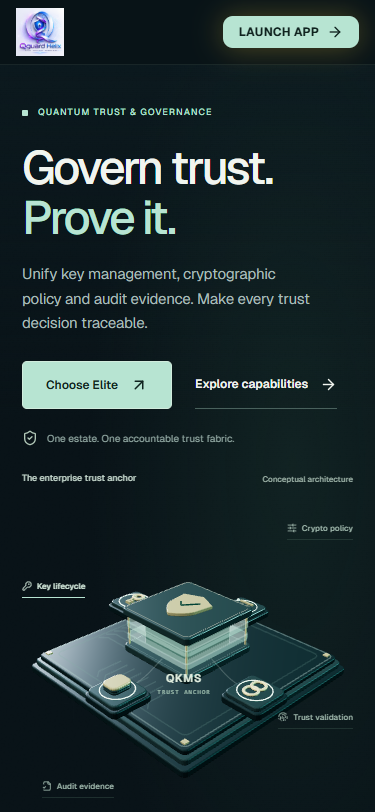 Qguard Helix
LAUNCH APP
QUANTUM TRUST & GOVERNANCE
Govern trust.
Prove it.
Unify key management, cryptographic
policy and audit evidence. Make every trust
decision traceable.
Choose Elite
Explore capabilities
One estate. One accountable trust fabric.
The enterprise trust anchor
Conceptual architecture
Crypto policy
Key lifecycle
QKMS
TRUST ANCHOR
Trust validation
Audit evidence